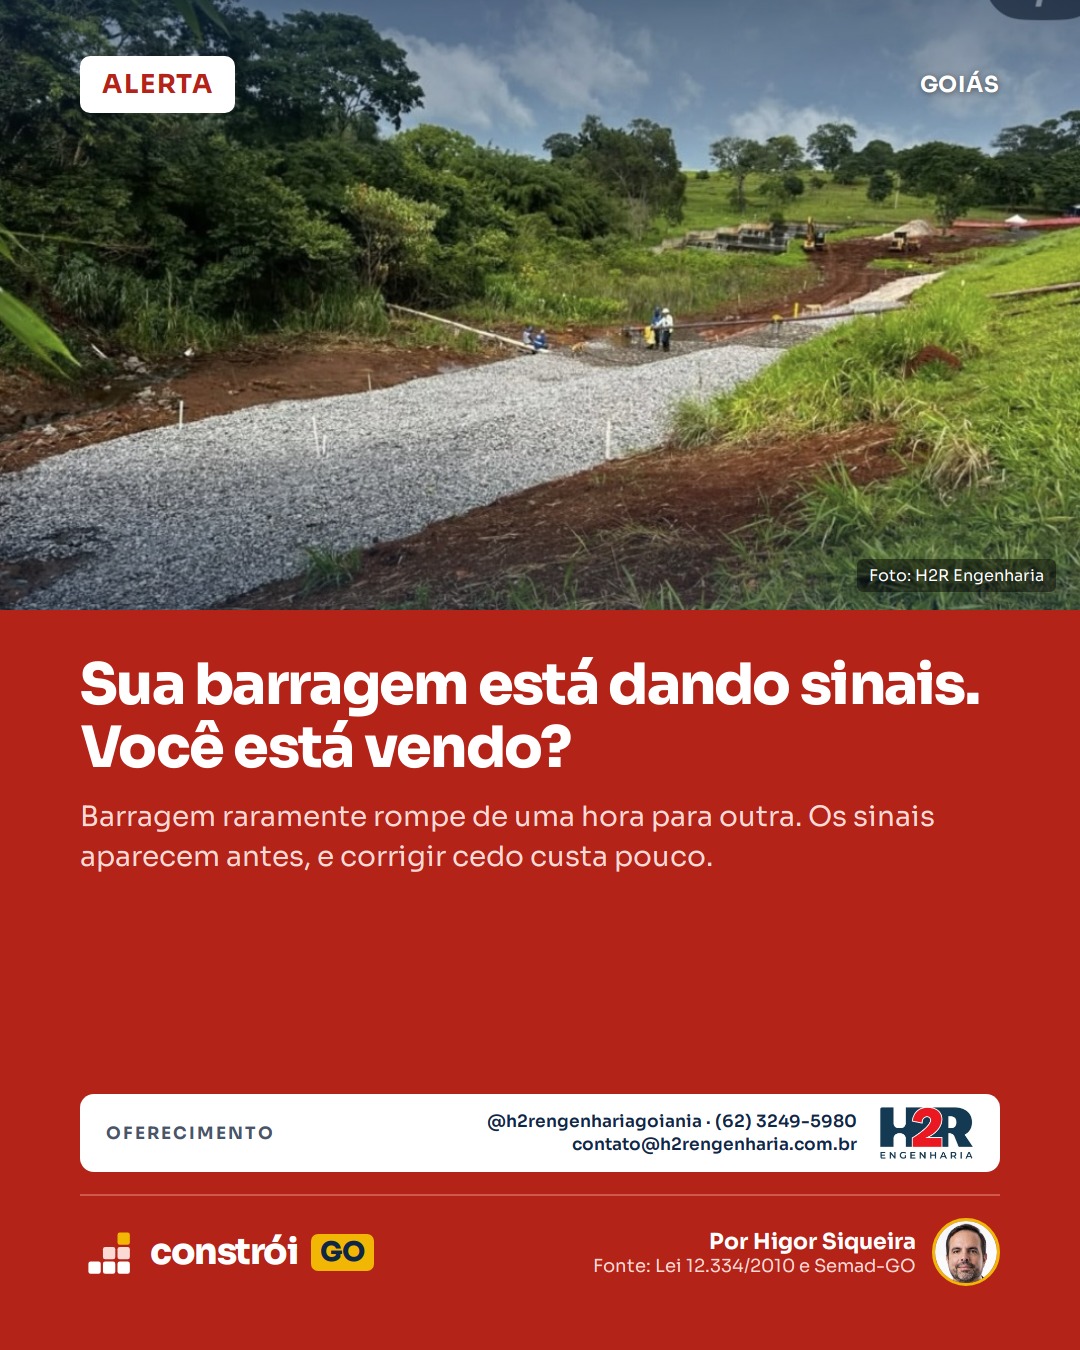 ALERTA
GOIÁS
Foto: H2R Engenharia
Sua barragem está dando sinais.
Você está vendo?
Barragem raramente rompe de uma hora para outra. Os sinais
aparecem antes, e corrigir cedo custa pouco.
OFERECIMENTO
@h2rengenhariagoiania · (62) 3249-5980
contato@h2rengenharia.com.br
H2R
ENGENHARIA
constrói GO
Por Higor Siqueira
Fonte: Lei 12.334/2010 e Semad-GO